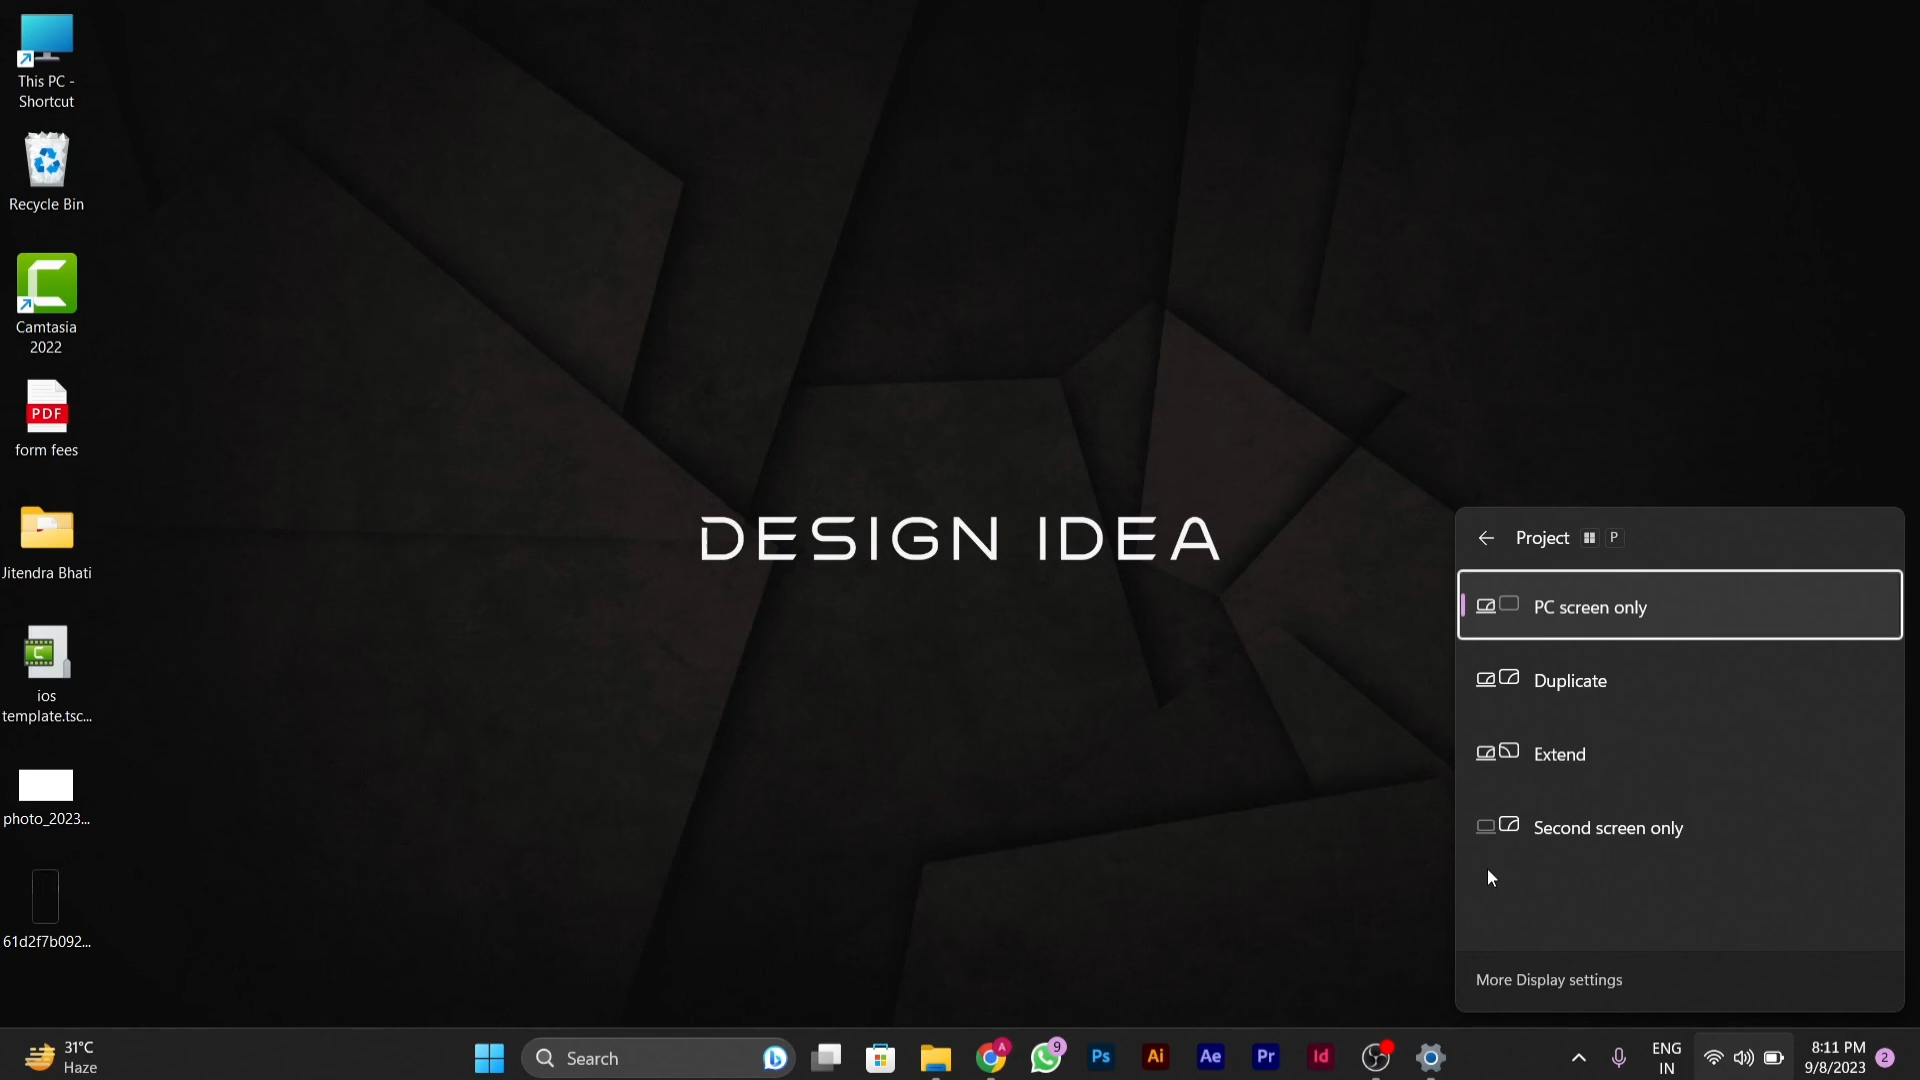 This PC -
Shortcut
Recycle Bin
Camtasia
2022
PDF
form fees
Jitendra Bhati
ios
template.tsc...
photo_2023...
61d2f7b092...
DESIGN IDEA
Project P
PC screen only
Duplicate
Extend
Second screen only
More Display settings
31°C
Haze
Search
A
9
Ps
Ai
Ae
Pr
Id
ENG
IN
8:11 PM
9/8/2023
2